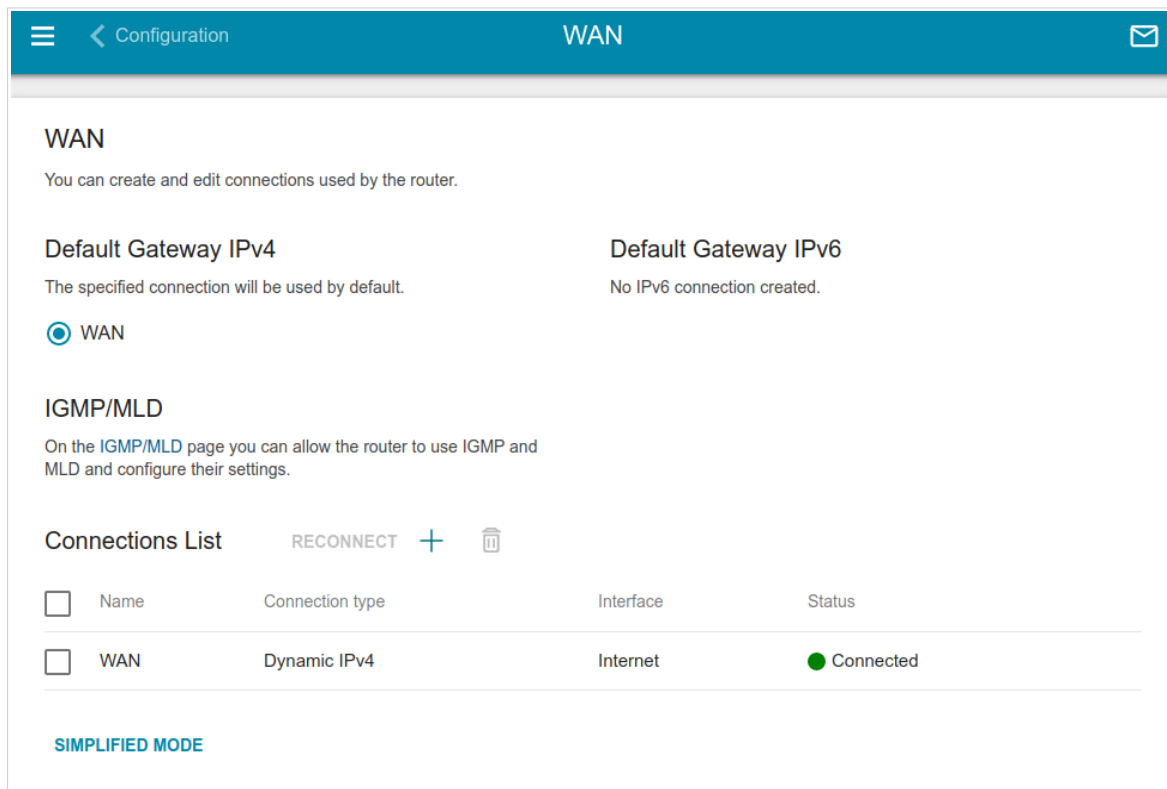 Configuration
WAN
WAN
You can create and edit connections used by the router.
Default Gateway IPv4
The specified connection will be used by default.
WAN
Default Gateway IPv6
No IPv6 connection created.
IGMP/MLD
On the IGMP/MLD page you can allow the router to use IGMP and
MLD and configure their settings.
Connections List RECONNECT
Name Connection type Interface Status
WAN Dynamic IPv4 Internet Connected
SIMPLIFIED MODE